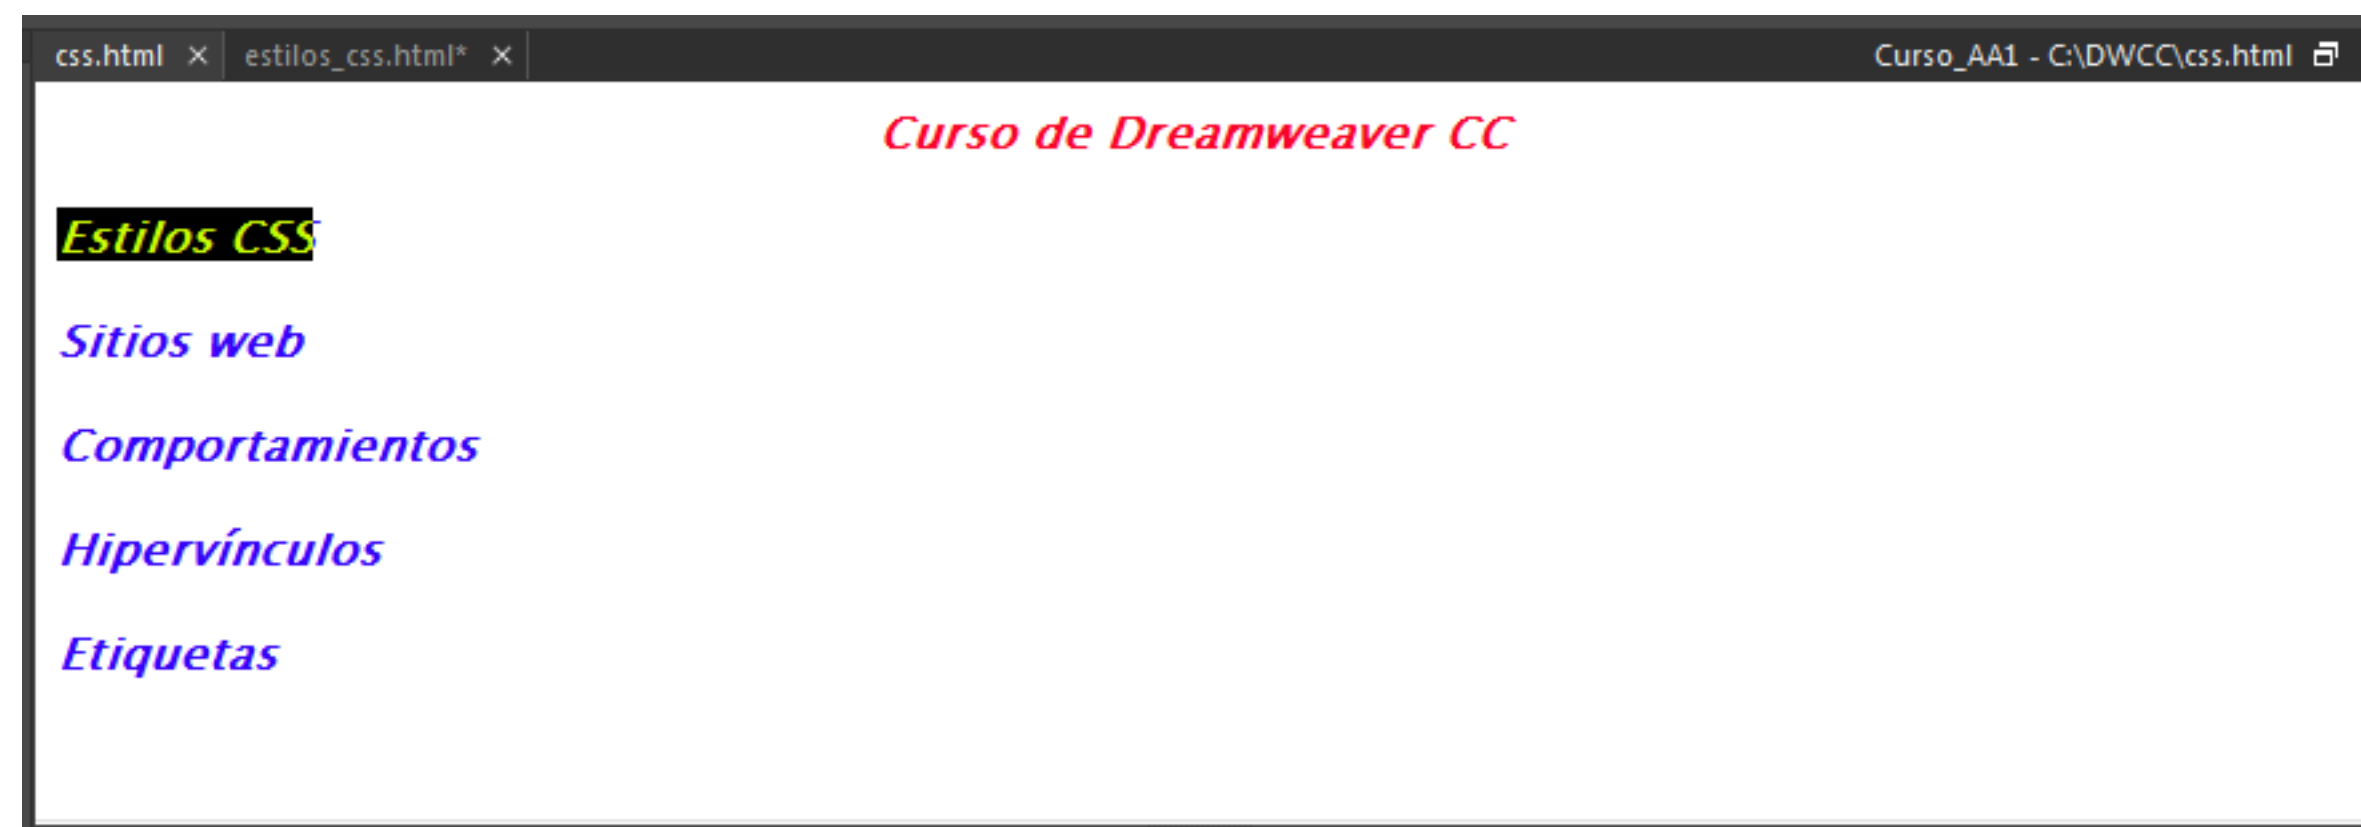 css.html × estilos_css.html* × Curso_AA1 - C:\DWCC\css.html
Curso de Dreamweaver CC
Estilos CSS
Sitios web
Comportamientos
Hipervínculos
Etiquetas